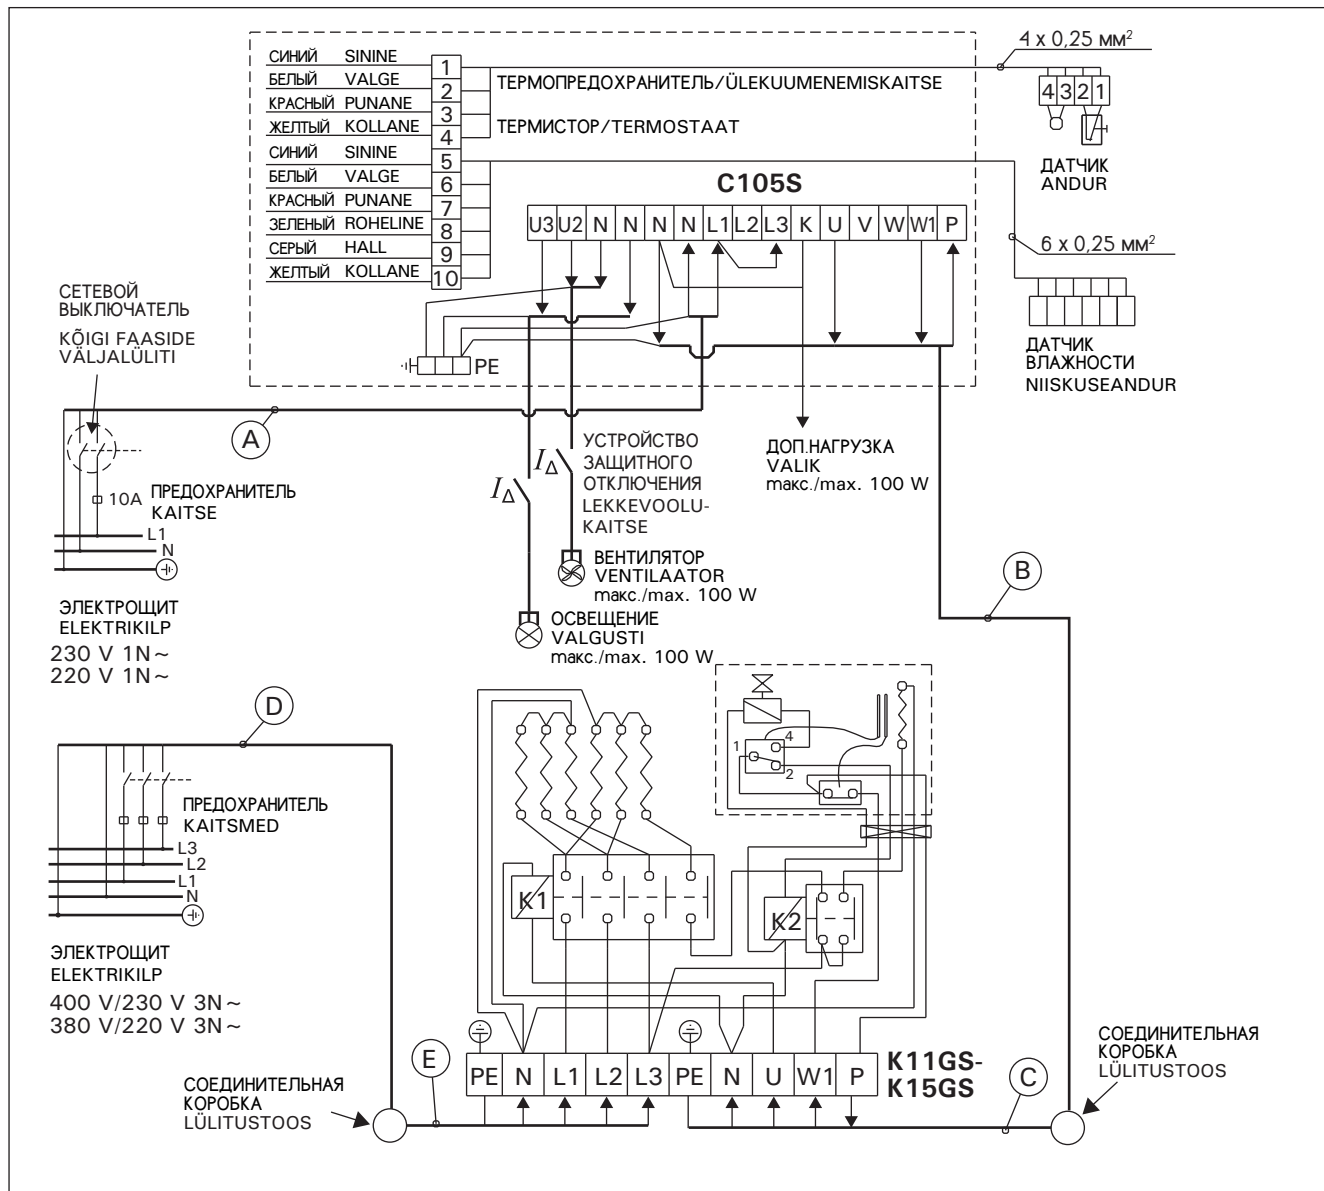 4 x 0,25 мм²
СИНИЙ SININE 1
БЕЛЫЙ VALGE 2
КРАСНЫЙ PUNANE 3
ЖЕЛТЫЙ KOLLANE 4
СИНИЙ SININE 5
БЕЛЫЙ VALGE 6
КРАСНЫЙ PUNANE 7
ЗЕЛЕНЫЙ ROHELINE 8
СЕРЫЙ HALL 9
ЖЕЛТЫЙ KOLLANE 10
ТЕРМОПРЕДОХРАНИТЕЛЬ/ÜLEKUUMENEMISKAITSE
ТЕРМИСТОР/TERMOSTAAT
4 3 2 1
ДАТЧИК
ANDUR
C105S
U3 U2 N N N N L1 L2 L3 K U V W W1 P
6 x 0,25 мм²
ДАТЧИК
ВЛАЖНОСТИ
NIISKUSEANDUR
PE
СЕТЕВОЙ
ВЫКЛЮЧАТЕЛЬ
KÕIGI FAASIDE
VÄLJALÜLITI
A
10A
ПРЕДОХРАНИТЕЛЬ
KAITSE
L1
N
ЭЛЕКТРОЩИТ
ELEKTRIKILP
230 V 1N~
220 V 1N~
IΔ
IΔ
УСТРОЙСТВО
ЗАЩИТНОГО
ОТКЛЮЧЕНИЯ
LEKKEVOOLU-
KAITSE
ДОП.НАГРУЗКА
VALIK
макс./max. 100 W
ВЕНТИЛЯТОР
VENTILAATOR
макс./max. 100 W
ОСВЕЩЕНИЕ
VALGUSTI
макс./max. 100 W
B
D
ПРЕДОХРАНИТЕЛЬ
KAITSMED
L3
L2
L1
N
ЭЛЕКТРОЩИТ
ELEKTRIKILP
400 V/230 V 3N~
380 V/220 V 3N~
1
4
2
K1
K2
СОЕДИНИТЕЛЬНАЯ
КОРОБКА
LÜLITUSTOOS
E
PE N L1 L2 L3 PE N U W1 P
K11GS-
K15GS
C
СОЕДИНИТЕЛЬНАЯ
КОРОБКА
LÜLITUSTOOS